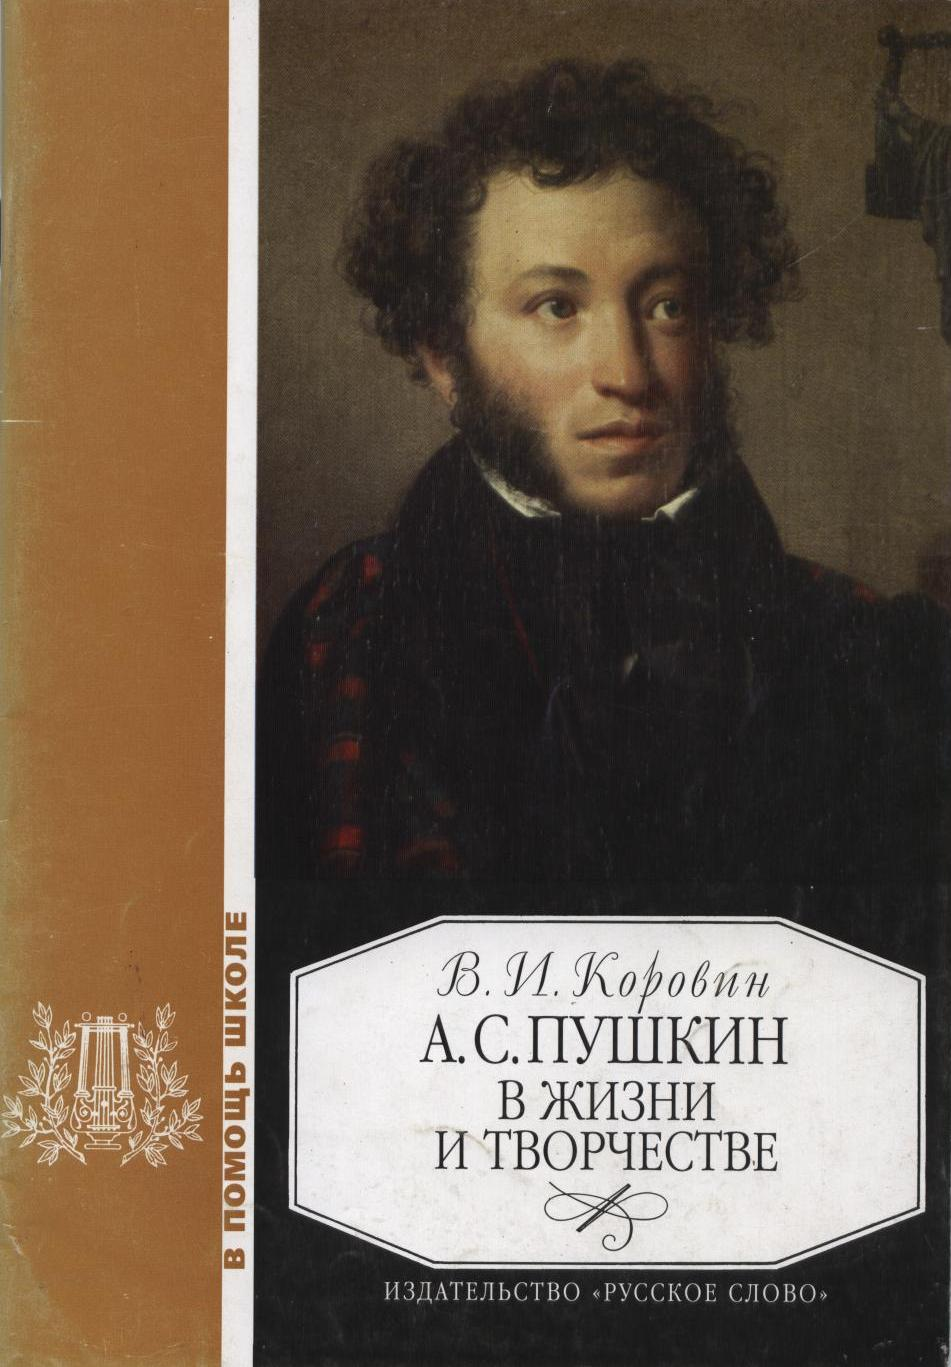 В ПОМОЩЬ ШКОЛЕ
В. И. Коровин
А. С. ПУШКИН
В ЖИЗНИ
И ТВОРЧЕСТВЕ
ИЗДАТЕЛЬСТВО «РУССКОЕ СЛОВО»